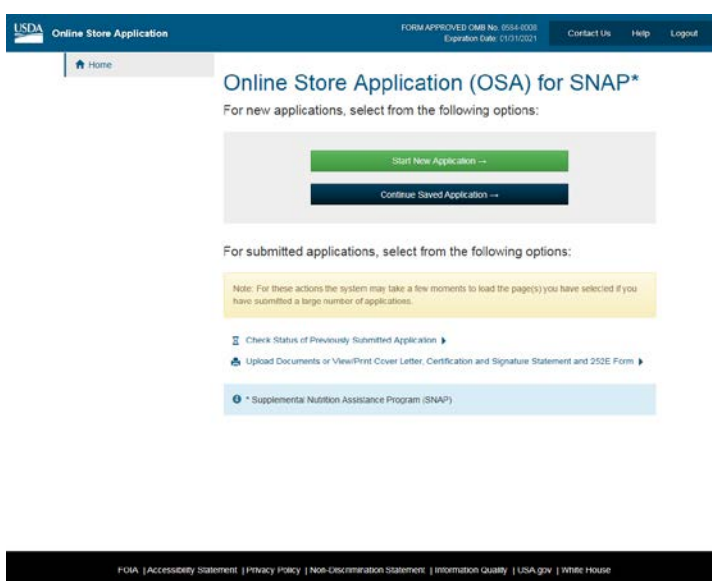 USDA
Online Store Application
FORM APPROVED OMB No. 0584-0008
Expiration Date: 01/31/2021
Contact Us
Help
Logout
Home
Online Store Application (OSA) for SNAP*
For new applications, select from the following options:
Start New Application →
Continue Saved Application →
For submitted applications, select from the following options:
Note: For these actions the system may take a few moments to load the page(s) you have selected if you
have submitted a large number of applications.
Check Status of Previously Submitted Application
Upload Documents or View/Print Cover Letter, Certification and Signature Statement and 252E Form
* Supplemental Nutrition Assistance Program (SNAP)
FOIA | Accessibility Statement | Privacy Policy | Non-Discrimination Statement | Information Quality | USA.gov | White House